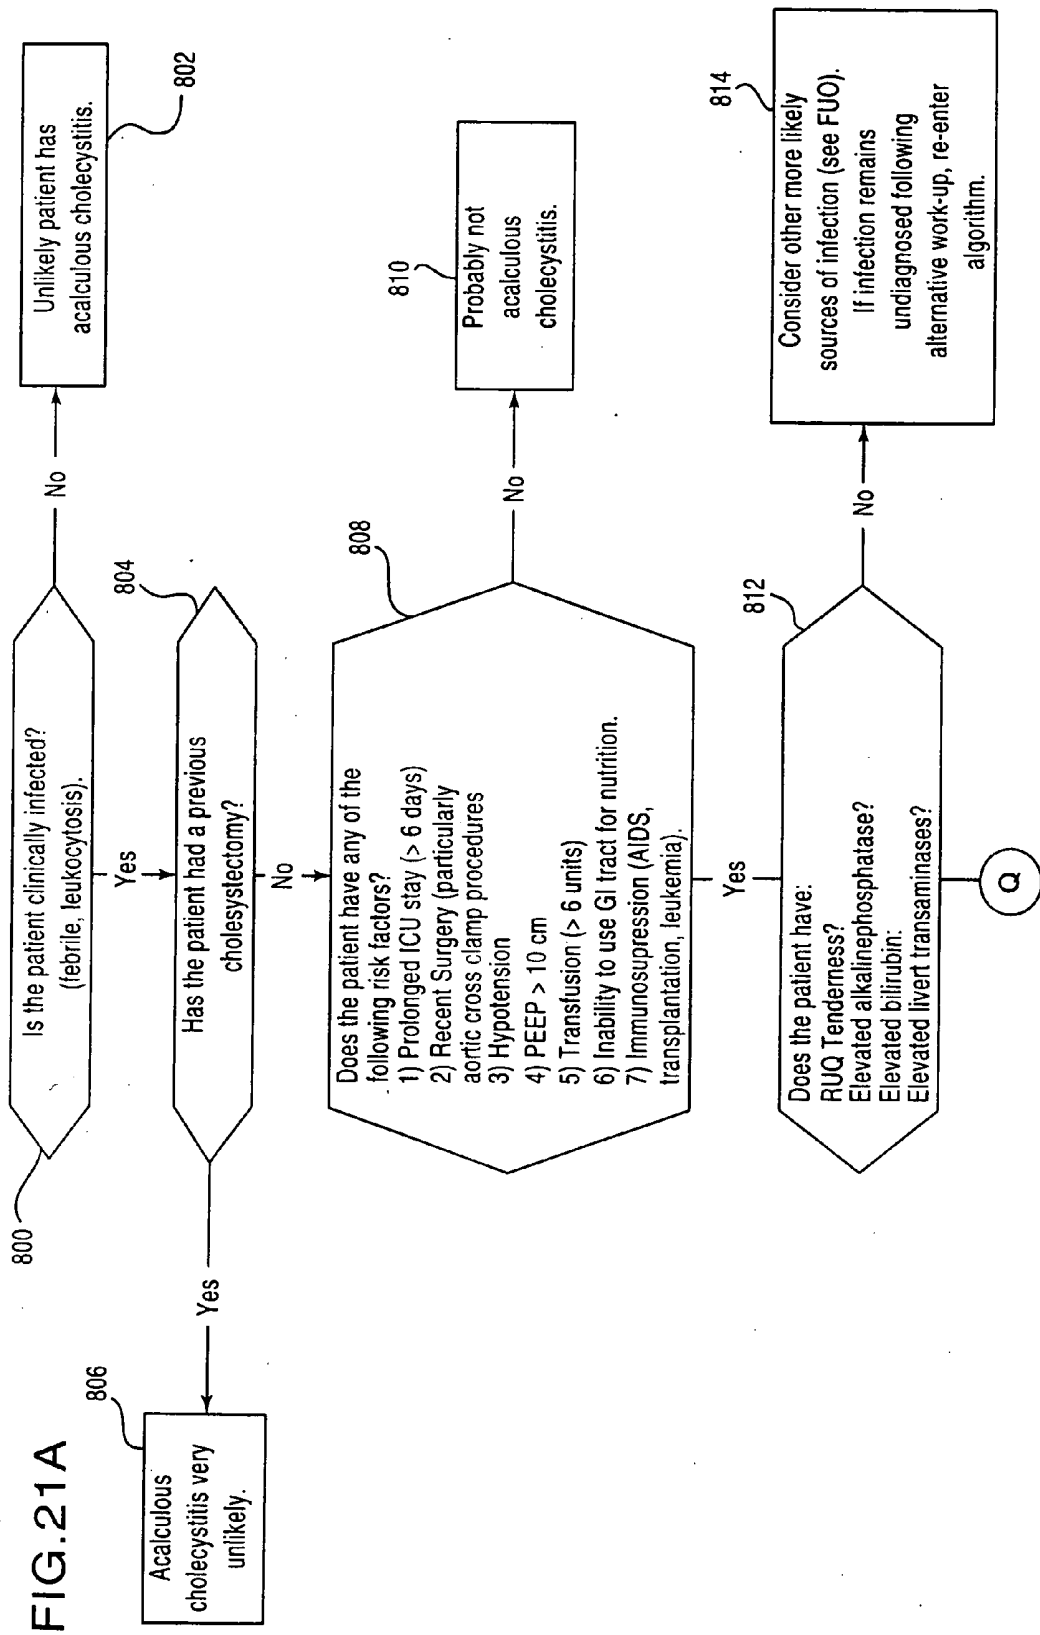 FIG.21A
800
Is the patient clinically infected?
(febrile, leukocytosis).
No
802
Unlikely patient has
acalculous cholecystitis.
Yes
804
Has the patient had a previous
cholesystectomy?
Yes
806
Acalculous
cholecystitis very
unlikely.
No
808
Does the patient have any of the
following risk factors?
1) Prolonged ICU stay (> 6 days)
2) Recent Surgery (particularly
aortic cross clamp procedures
3) Hypotension
4) PEEP > 10 cm
5) Transfusion (> 6 units)
6) Inability to use GI tract for nutrition.
7) Immunosupression (AIDS,
transplantation, leukemia).
No
810
Probably not
acalculous
cholecystitis.
Yes
812
Does the patient have:
RUQ Tenderness?
Elevated alkalinephosphatase?
Elevated bilirubin:
Elevated livert transaminases?
No
814
Consider other more likely
sources of infection (see FUO).
If infection remains
undiagnosed following
alternative work-up, re-enter
algorithm.
Q